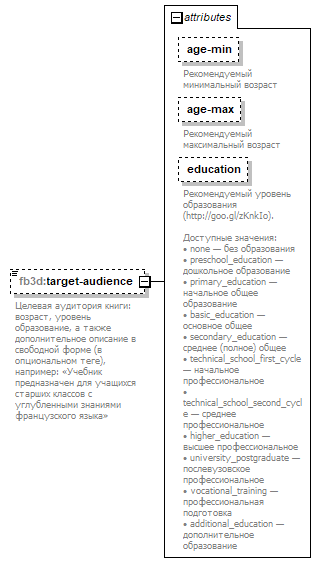 attributes
age-min
Рекомендуемый
минимальный возраст
age-max
Рекомендуемый
максимальный возраст
education
Рекомендуемый уровень
образования
(http://goo.gl/zKnkIo).
Доступные значения:
• none — без образования
• preschool_education —
дошкольное образование
• primary_education —
начальное общее
образование
• basic_education —
основное общее
• secondary_education —
среднее (полное) общее
• technical_school_first_cycle
— начальное
профессиональное
•
technical_school_second_cycl
e — среднее
профессиональное
• higher_education —
высшее профессиональное
• university_postgraduate —
послевузовское
профессиональное
• vocational_training —
профессиональная
подготовка
• additional_education —
дополнительное
образование
fb3d:target-audience
Целевая аудитория книги:
возраст, уровень
образование, а также
дополнительное описание в
свободной форме (в
опциональном теге),
например: «Учебник
предназначен для учащихся
старших классов с
углубленными знаниями
французского языка»